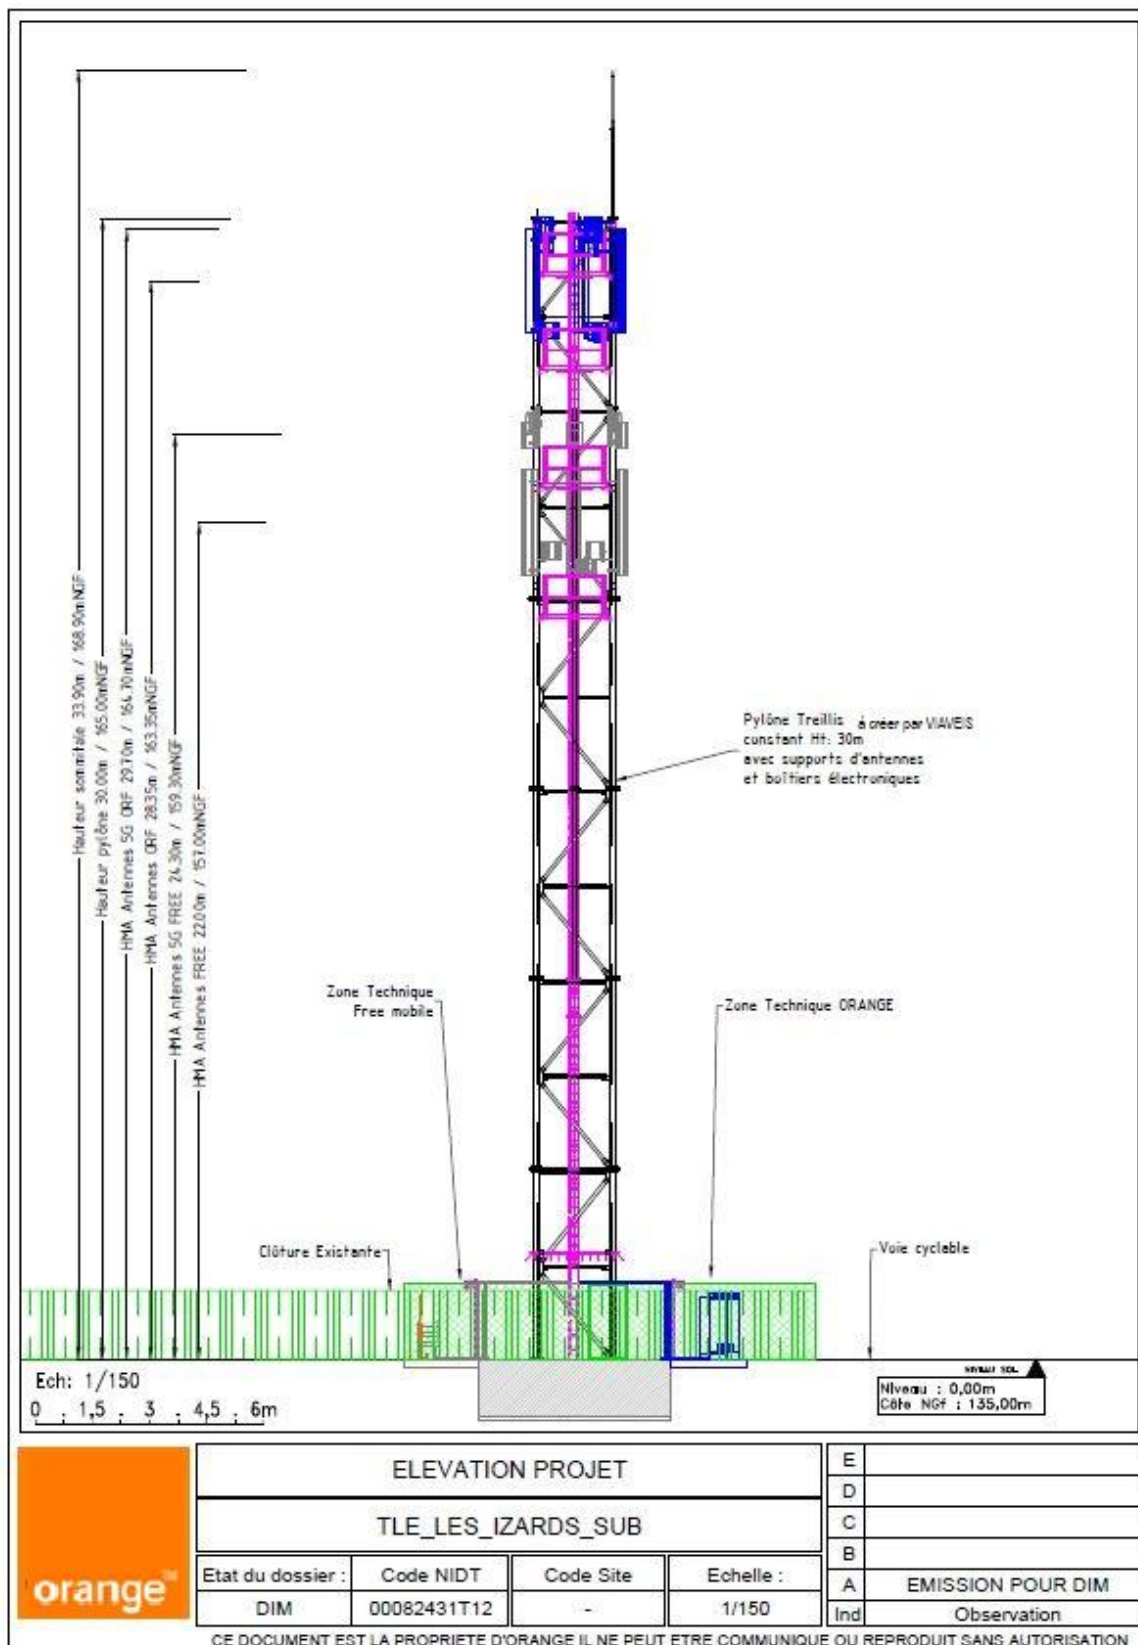 Hauteur sommitale 33.90m / 168.90mNGF
Hauteur pylône 30.00m / 165.00mNGF
HMA Antennes 5G ORF 29.70m / 164.70mNGF
HMA Antennes ORF 28.35m / 163.35mNGF
HMA Antennes 5G FREE 24.30m / 159.30mNGF
HMA Antennes FREE 22.00m / 157.00mNGF
Pylône Treillis à créer par VIAVEIS
constant Ht: 30m
avec supports d'antennes
et boîtiers électroniques
Zone Technique
Free mobile
Zone Technique ORANGE
Clôture Existante
Voie cyclable
Ech: 1/150
0 . 1,5 . 3 . 4,5 . 6m
NIVEAU SOL
Niveau : 0,00m
Côte NGf : 135,00m
orange™
ELEVATION PROJET
TLE_LES_IZARDS_SUB
Etat du dossier : Code NIDT Code Site Echelle :
DIM 00082431T12 - 1/150
E
D
C
B
A EMISSION POUR DIM
Ind Observation
CE DOCUMENT EST LA PROPRIETE D'ORANGE IL NE PEUT ETRE COMMUNIQUE OU REPRODUIT SANS AUTORISATION